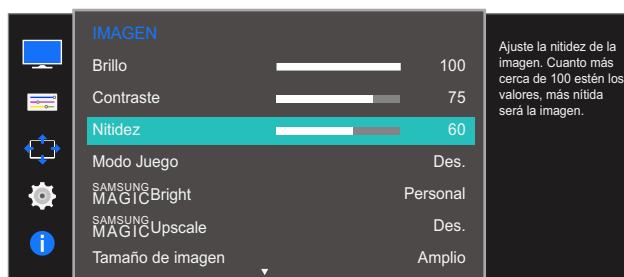 IMAGEN
Brillo 100
Contraste 75
Nitidez 60
Modo Juego Des.
SAMSUNG
MAGICBright Personal
SAMSUNG
MAGICUpscale Des.
Tamaño de imagen Amplio
Ajuste la nitidez de la
imagen. Cuanto más
cerca de 100 estén los
valores, más nítida
será la imagen.